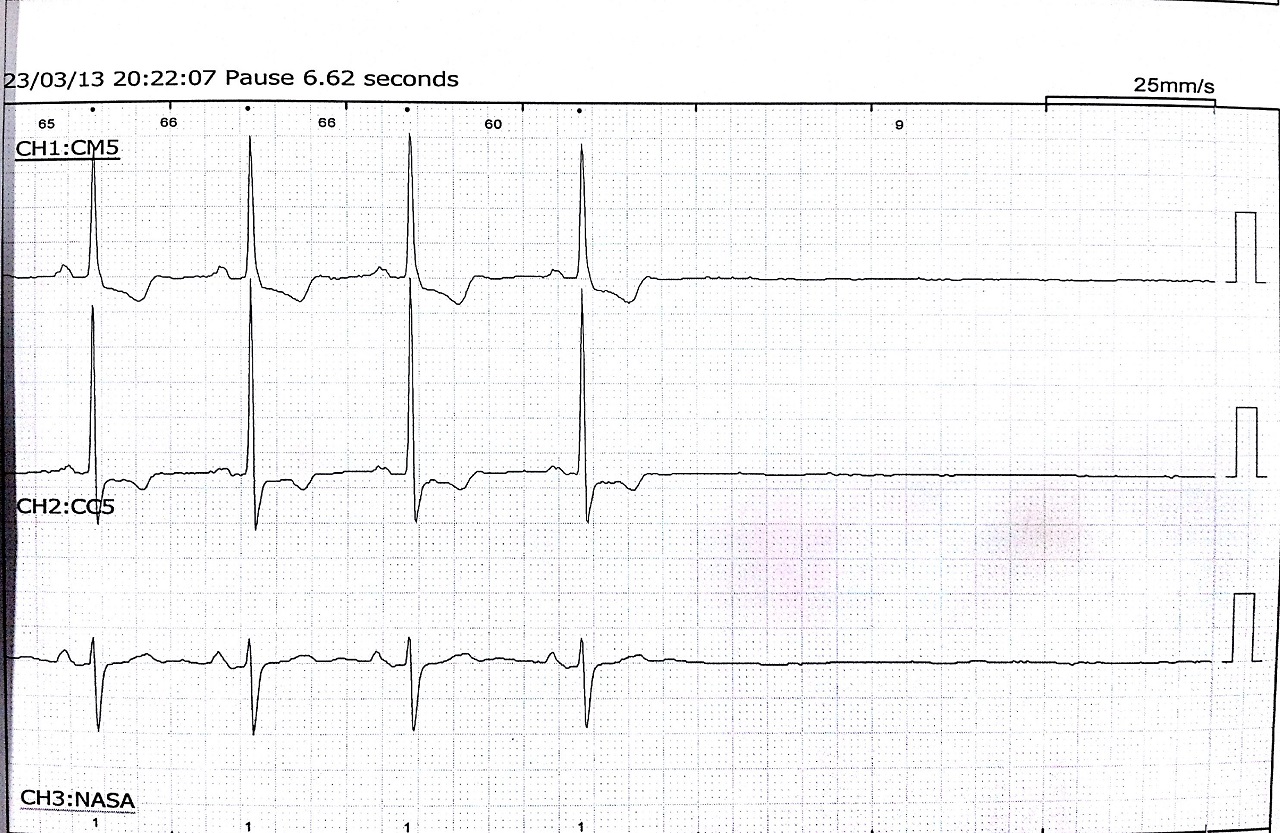 23/03/13 20:22:07 Pause 6.62 seconds
25mm/s
65 66 66 60 9
CH1:CM5
CH2:CC5
CH3:NASA
1 1 1 1